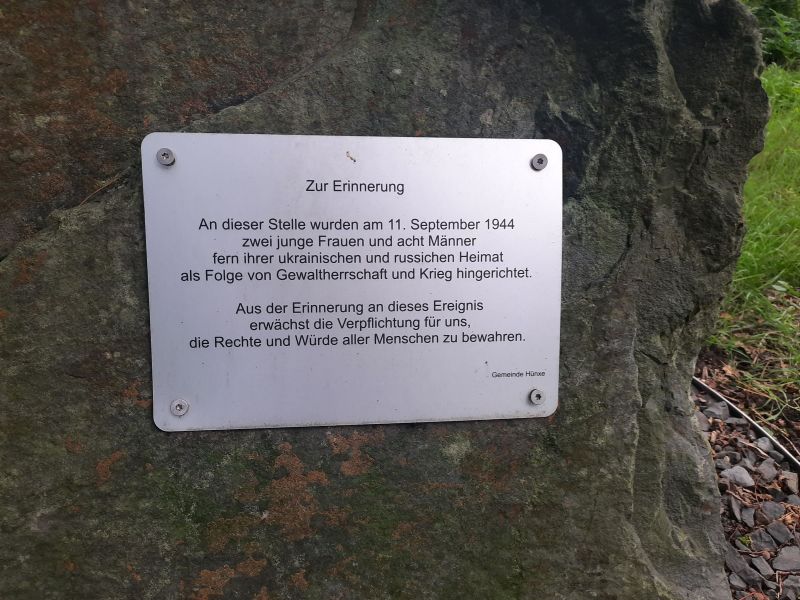 Zur Erinnerung
An dieser Stelle wurden am 11. September 1944
zwei junge Frauen und acht Männer
fern ihrer ukrainischen und russichen Heimat
als Folge von Gewaltherrschaft und Krieg hingerichtet.
Aus der Erinnerung an dieses Ereignis
erwächst die Verpflichtung für uns,
die Rechte und Würde aller Menschen zu bewahren.
Gemeinde Hünxe